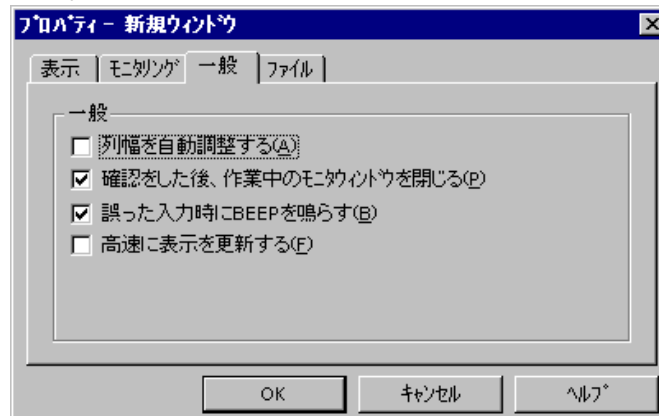 ﾌﾟﾛﾊﾟﾃｨ - 新規ｳｨﾝﾄﾞｳ
表示 ﾓﾆﾀﾘﾝｸﾞ 一般 ﾌｧｲﾙ
一般
列幅を自動調整する(A)
確認をした後、作業中のﾓﾆﾀｳｨﾝﾄﾞｳを閉じる(P)
誤った入力時にBEEPを鳴らす(B)
高速に表示を更新する(F)
OK ｷｬﾝｾﾙ ﾍﾙﾌﾟ